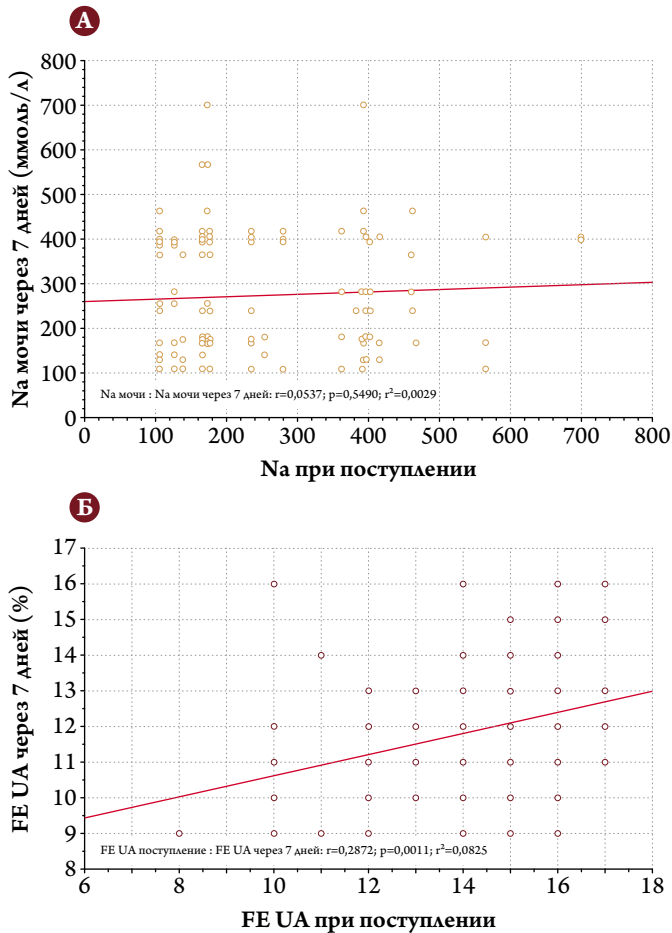 А
800
700
600
500
400
300
200
100
0
Na мочи через 7 дней (ммоль/л)
Na мочи : Na мочи через 7 дней: r=0,0537; p=0,5490; r²=0,0029
0 100 200 300 400 500 600 700 800
Na при поступлении
Б
17
16
15
14
13
12
11
10
9
8
FE UA через 7 дней (%)
FE UA поступление : FE UA через 7 дней: r=0,2872; p=0,0011; r²=0,0825
6 8 10 12 14 16 18
FE UA при поступлении